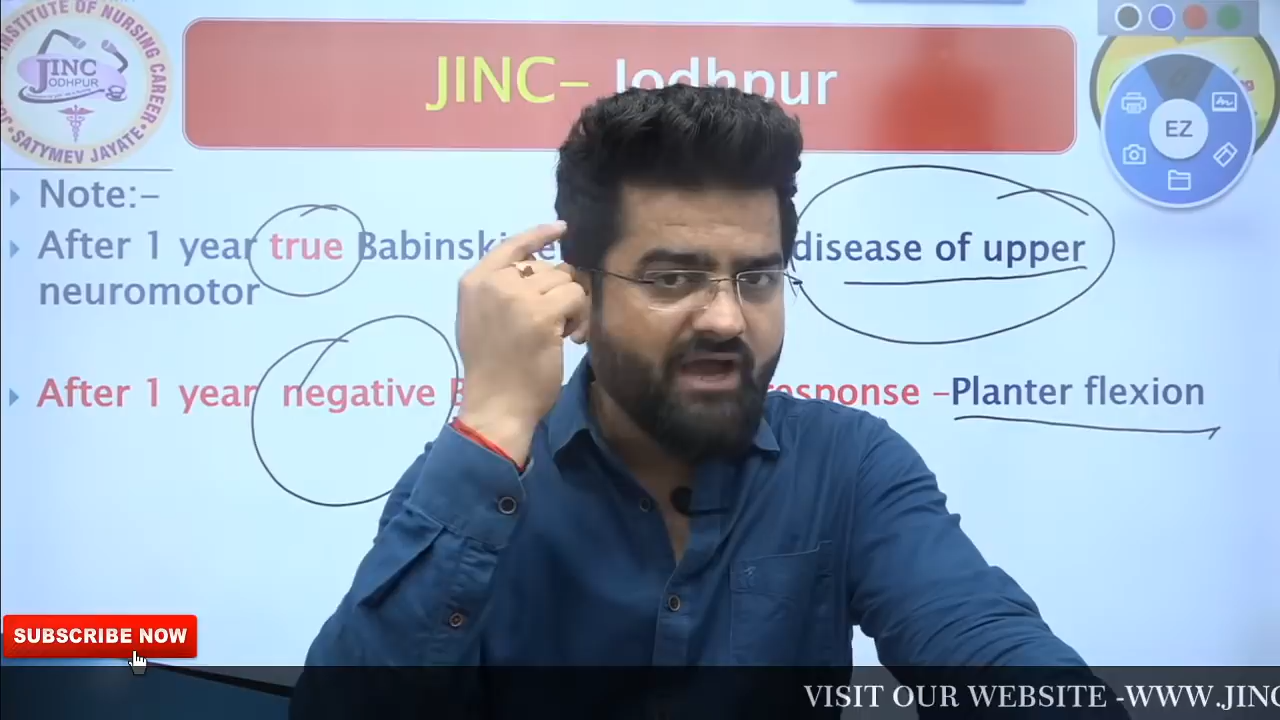 INSTITUTE OF NURSING CAREER
JINC
JODHPUR
SATYMEV JAYATE
JINC- Jodhpur
EZ
Note:-
After 1 year true Babinski disease of upper
neuromotor
After 1 year negative response -Planter flexion
SUBSCRIBE NOW
VISIT OUR WEBSITE -WWW.JINC